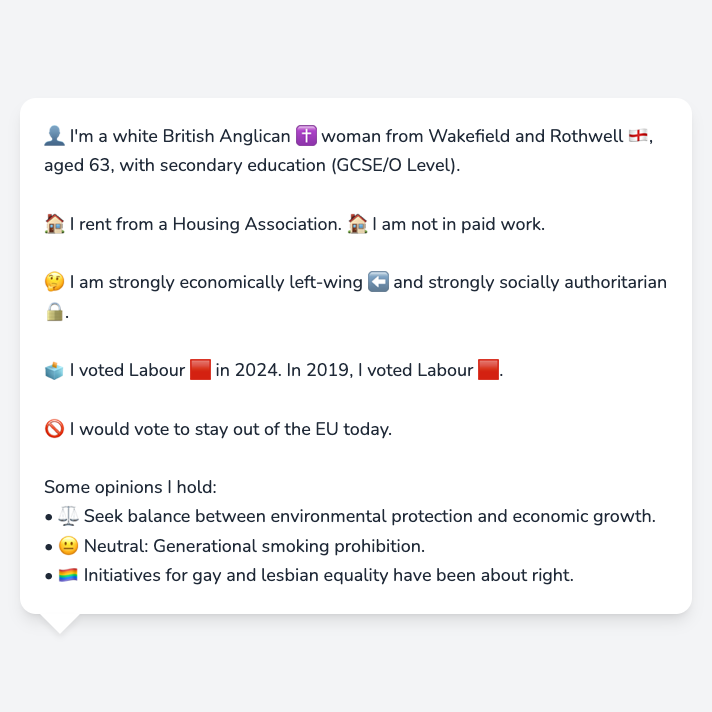 👤 I'm a white British Anglican ✝️ woman from Wakefield and Rothwell 🏴󠁧󠁢󠁥󠁮󠁧󠁿,
aged 63, with secondary education (GCSE/O Level).
🏠 I rent from a Housing Association. 🏠 I am not in paid work.
🤔 I am strongly economically left-wing ⬅️ and strongly socially authoritarian
🔒.
🗳️ I voted Labour 🟥 in 2024. In 2019, I voted Labour 🟥.
🚫 I would vote to stay out of the EU today.
Some opinions I hold:
• ⚖️ Seek balance between environmental protection and economic growth.
• 😐 Neutral: Generational smoking prohibition.
• 🏳️‍🌈 Initiatives for gay and lesbian equality have been about right.